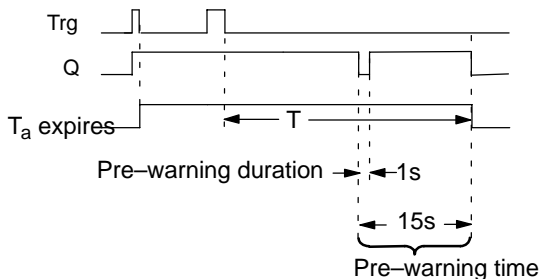 Trg
Q
Ta expires
T
Pre–warning duration
1s
15s
Pre–warning time